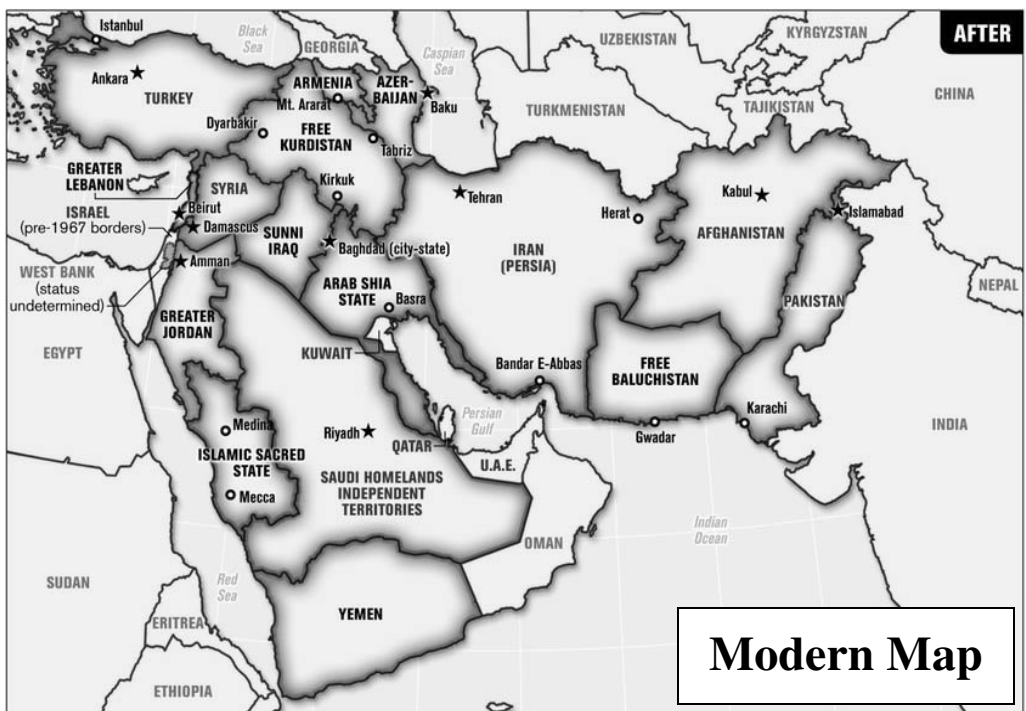 AFTER
Istanbul
Black
Sea
GEORGIA
Caspian
Sea
UZBEKISTAN
KYRGYZSTAN
Ankara
TURKEY
ARMENIA
Mt. Ararat
AZER-
BAIJAN
Baku
TURKMENISTAN
TAJIKISTAN
CHINA
Dyarbakir
FREE
KURDISTAN
Tabriz
GREATER
LEBANON
SYRIA
Kirkuk
Tehran
Herat
Kabul
Islamabad
ISRAEL
(pre-1967 borders)
Beirut
Damascus
SUNNI
IRAQ
Baghdad (city-state)
IRAN
(PERSIA)
AFGHANISTAN
WEST BANK
(status
undetermined)
Amman
ARAB SHIA
STATE
Basra
PAKISTAN
NEPAL
GREATER
JORDAN
EGYPT
KUWAIT
Bandar E-Abbas
FREE
BALUCHISTAN
Persian
Gulf
Karachi
Gwadar
INDIA
Medina
Riyadh
QATAR
U.A.E.
ISLAMIC SACRED
STATE
Mecca
SAUDI HOMELANDS
INDEPENDENT
TERRITORIES
OMAN
Indian
Ocean
SUDAN
Red
Sea
ERITREA
YEMEN
ETHIOPIA
Modern Map